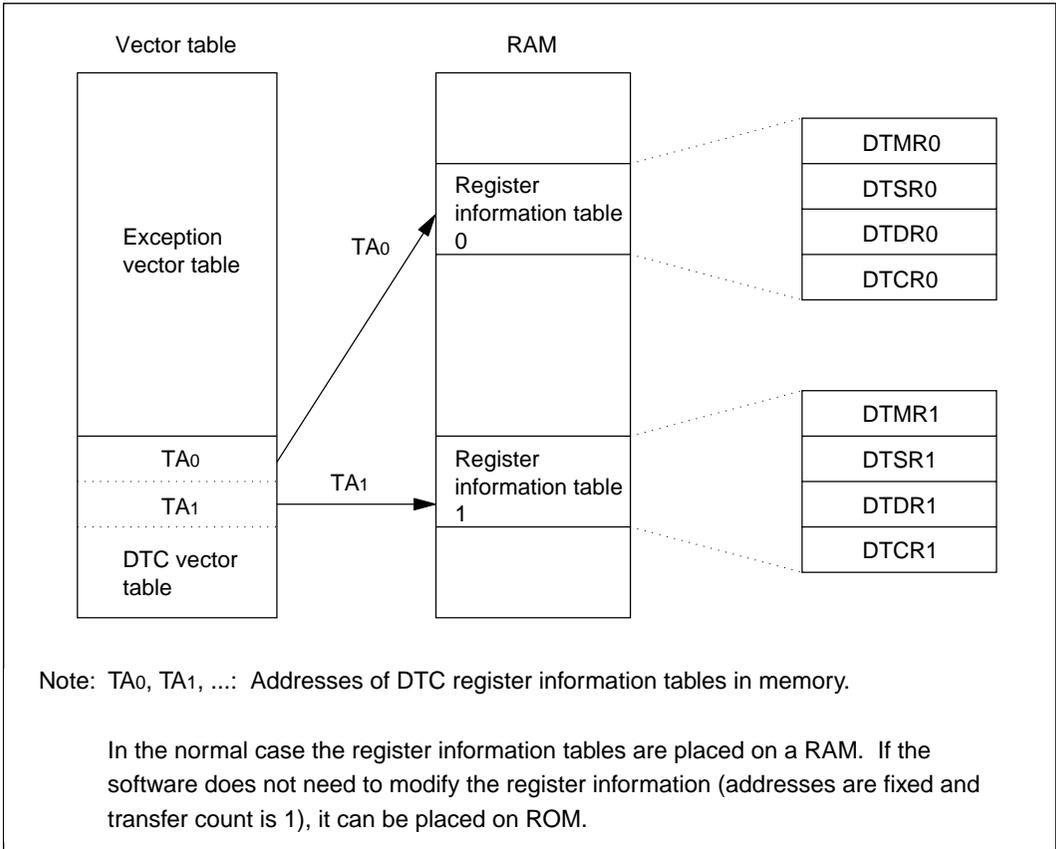 Vector table
RAM
Exception
vector table
TA0
TA1
DTC vector
table
TA0
TA1
Register
information table
0
Register
information table
1
DTMR0
DTSR0
DTDR0
DTCR0
DTMR1
DTSR1
DTDR1
DTCR1
Note: TA0, TA1, ...: Addresses of DTC register information tables in memory.
In the normal case the register information tables are placed on a RAM. If the
software does not need to modify the register information (addresses are fixed and
transfer count is 1), it can be placed on ROM.